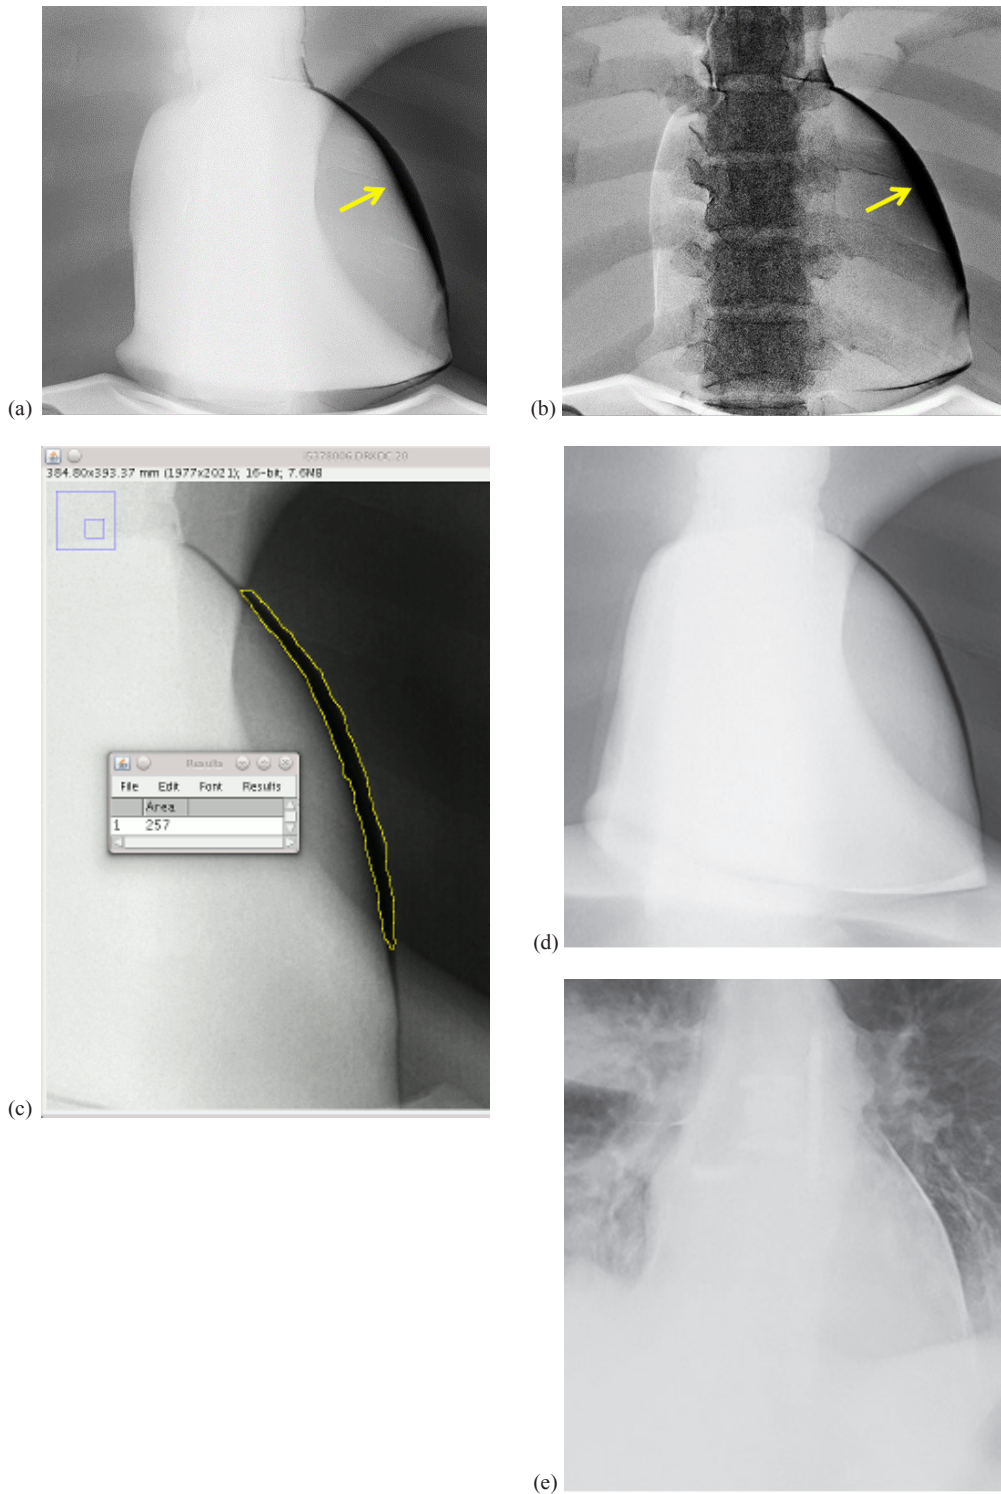 (a)
(b)
384.80x393.37 mm (1977x2021); 16-bit; 7.6MB
Results
File Edit Font Results
Area
1 257
(c)
(d)
(e)